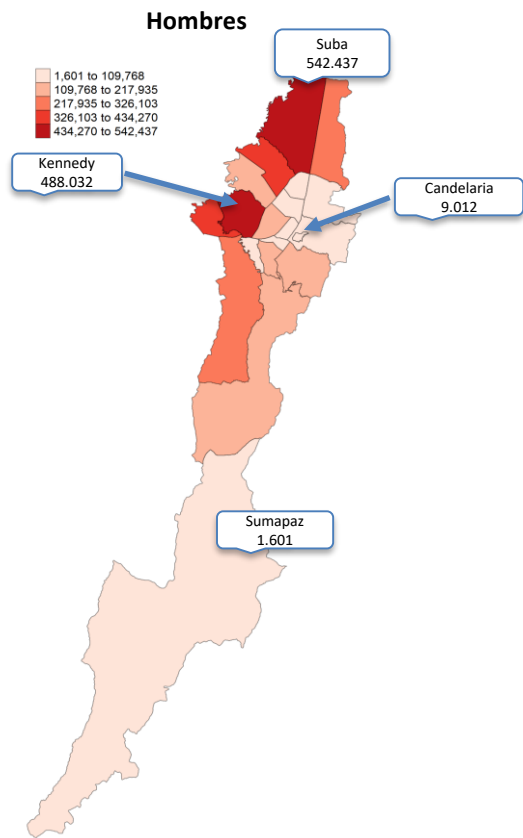 Hombres
Suba
542.437
1,601 to 109,768
109,768 to 217,935
217,935 to 326,103
326,103 to 434,270
434,270 to 542,437
Kennedy
488.032
Candelaria
9.012
Sumapaz
1.601